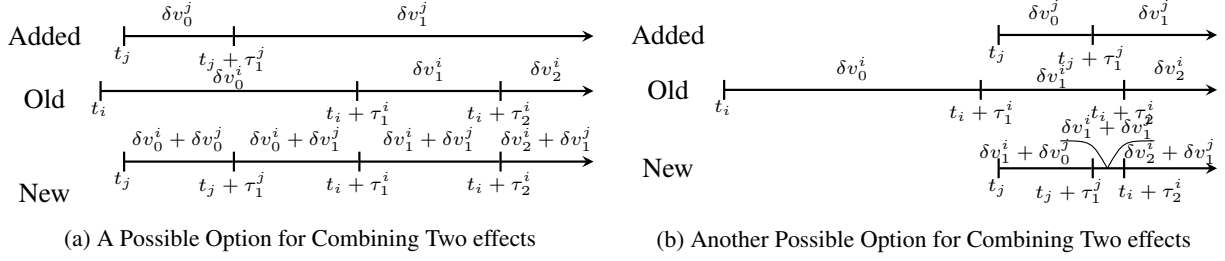 Added
δv_0^j δv_1^j
t_j t_j + τ_1^j
Old
δv_0^i δv_1^i δv_2^i
t_i t_i + τ_1^i t_i + τ_2^i
New
δv_0^i + δv_0^j δv_0^i + δv_1^j δv_1^i + δv_1^j δv_2^i + δv_1^j
t_j t_j + τ_1^j t_i + τ_1^i t_i + τ_2^i
(a) A Possible Option for Combining Two effects
Added
δv_0^j δv_1^j
t_j t_j + τ_1^j
Old
δv_0^i δv_1^i δv_2^i
t_i t_i + τ_1^i t_i + τ_2^i
New
δv_1^i + δv_1^j
δv_1^i + δv_0^j δv_2^i + δv_1^j
t_j t_j + τ_1^j t_i + τ_2^i
(b) Another Possible Option for Combining Two effects